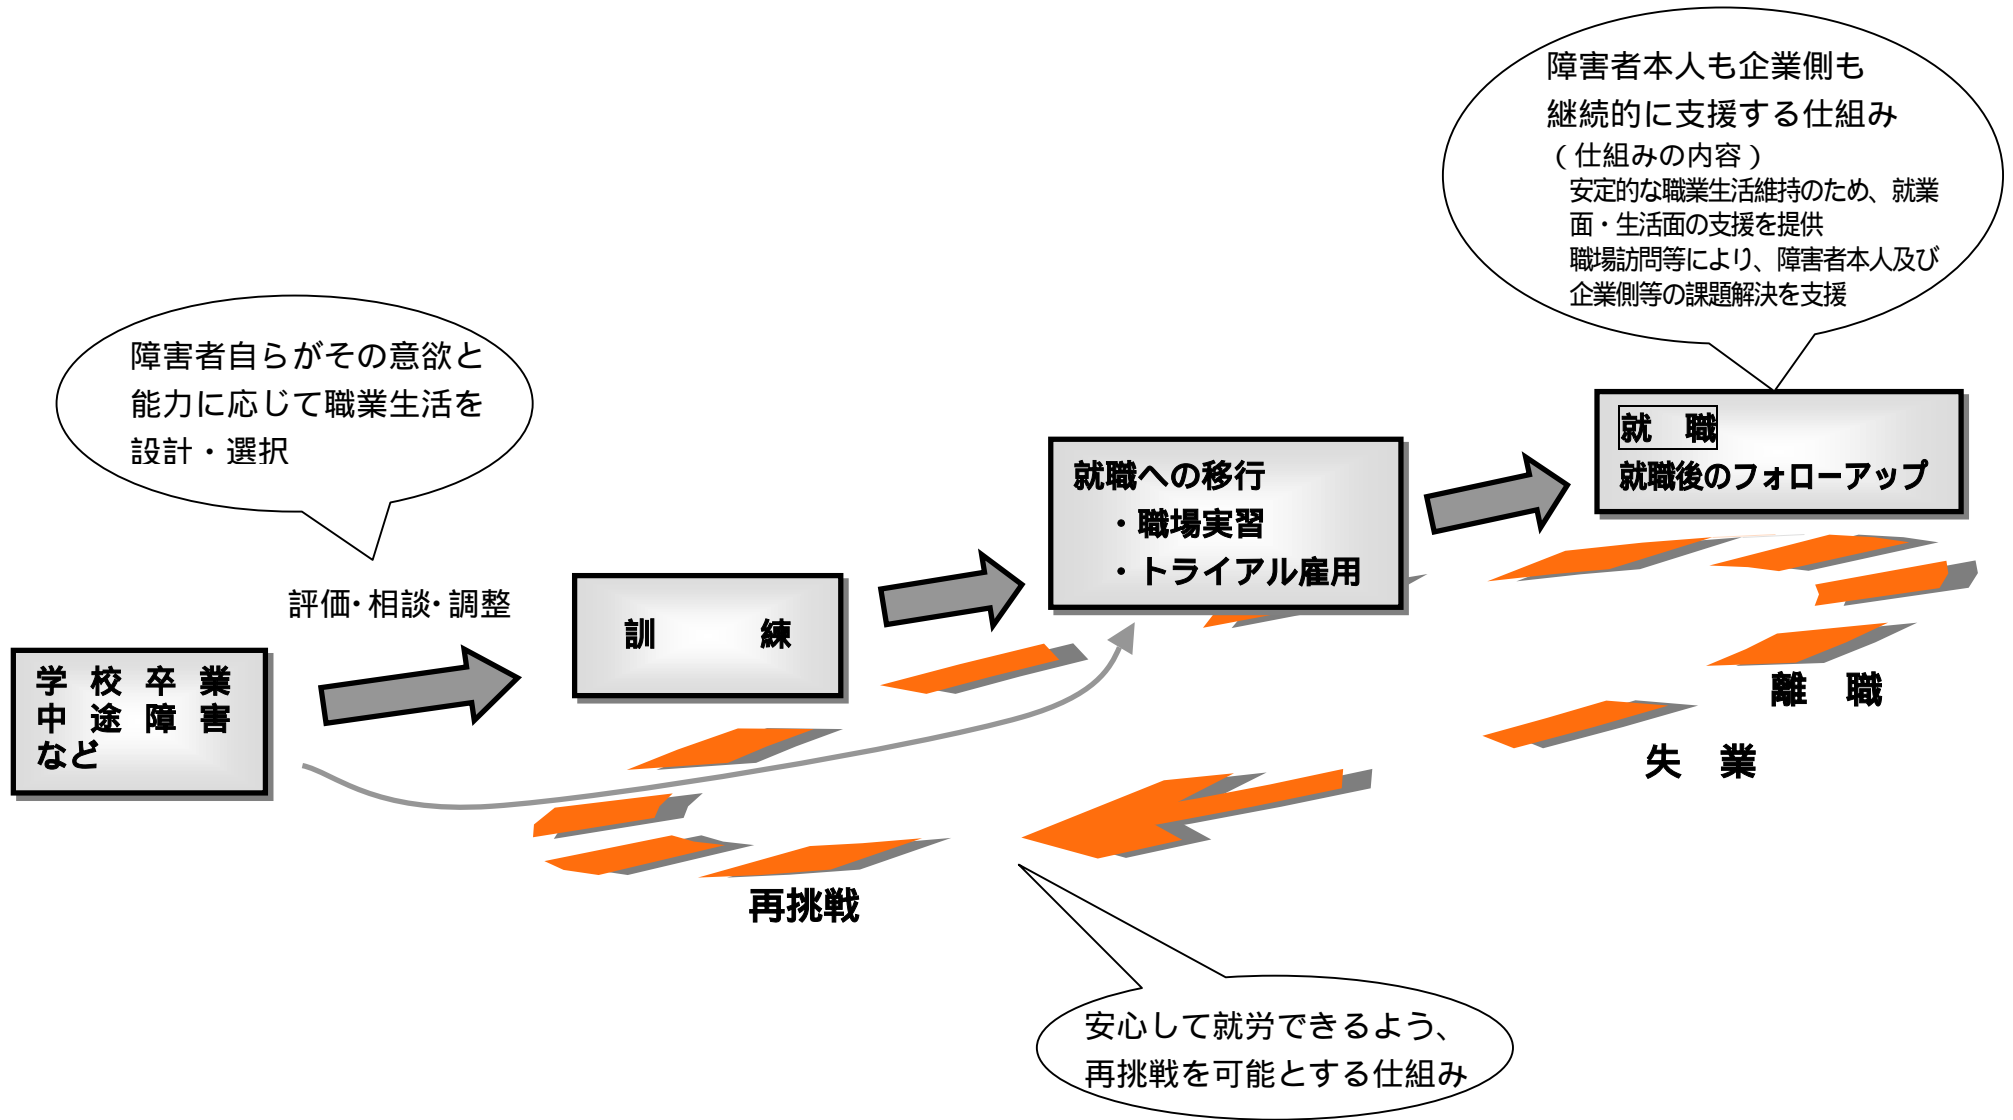 障害者本人も企業側も
継続的に支援する仕組み
（仕組みの内容）
安定的な職業生活維持のため、就業
面・生活面の支援を提供
職場訪問等により、障害者本人及び
企業側等の課題解決を支援
障害者自らがその意欲と
能力に応じて職業生活を
設計・選択
就　職
就職後のフォローアップ
就職への移行
・職場実習
・トライアル雇用
評価・相談・調整
訓　練
学校卒業
中途障害
など
離　職
失　業
再挑戦
安心して就労できるよう、
再挑戦を可能とする仕組み